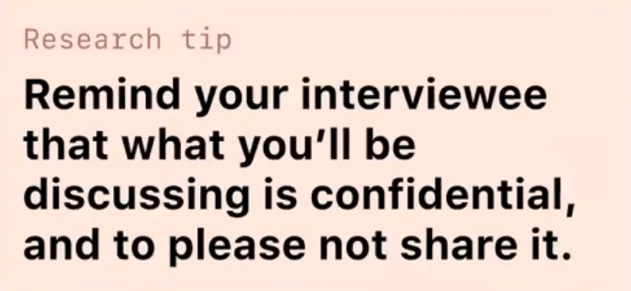 Research tip
Remind your interviewee
that what you’ll be
discussing is confidential,
and to please not share it.